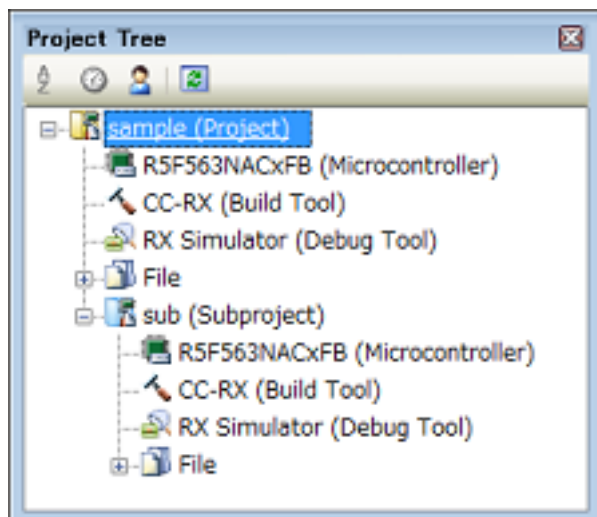 Project Tree
sample (Project)
R5F563NACxFB (Microcontroller)
CC-RX (Build Tool)
RX Simulator (Debug Tool)
File
sub (Subproject)
R5F563NACxFB (Microcontroller)
CC-RX (Build Tool)
RX Simulator (Debug Tool)
File